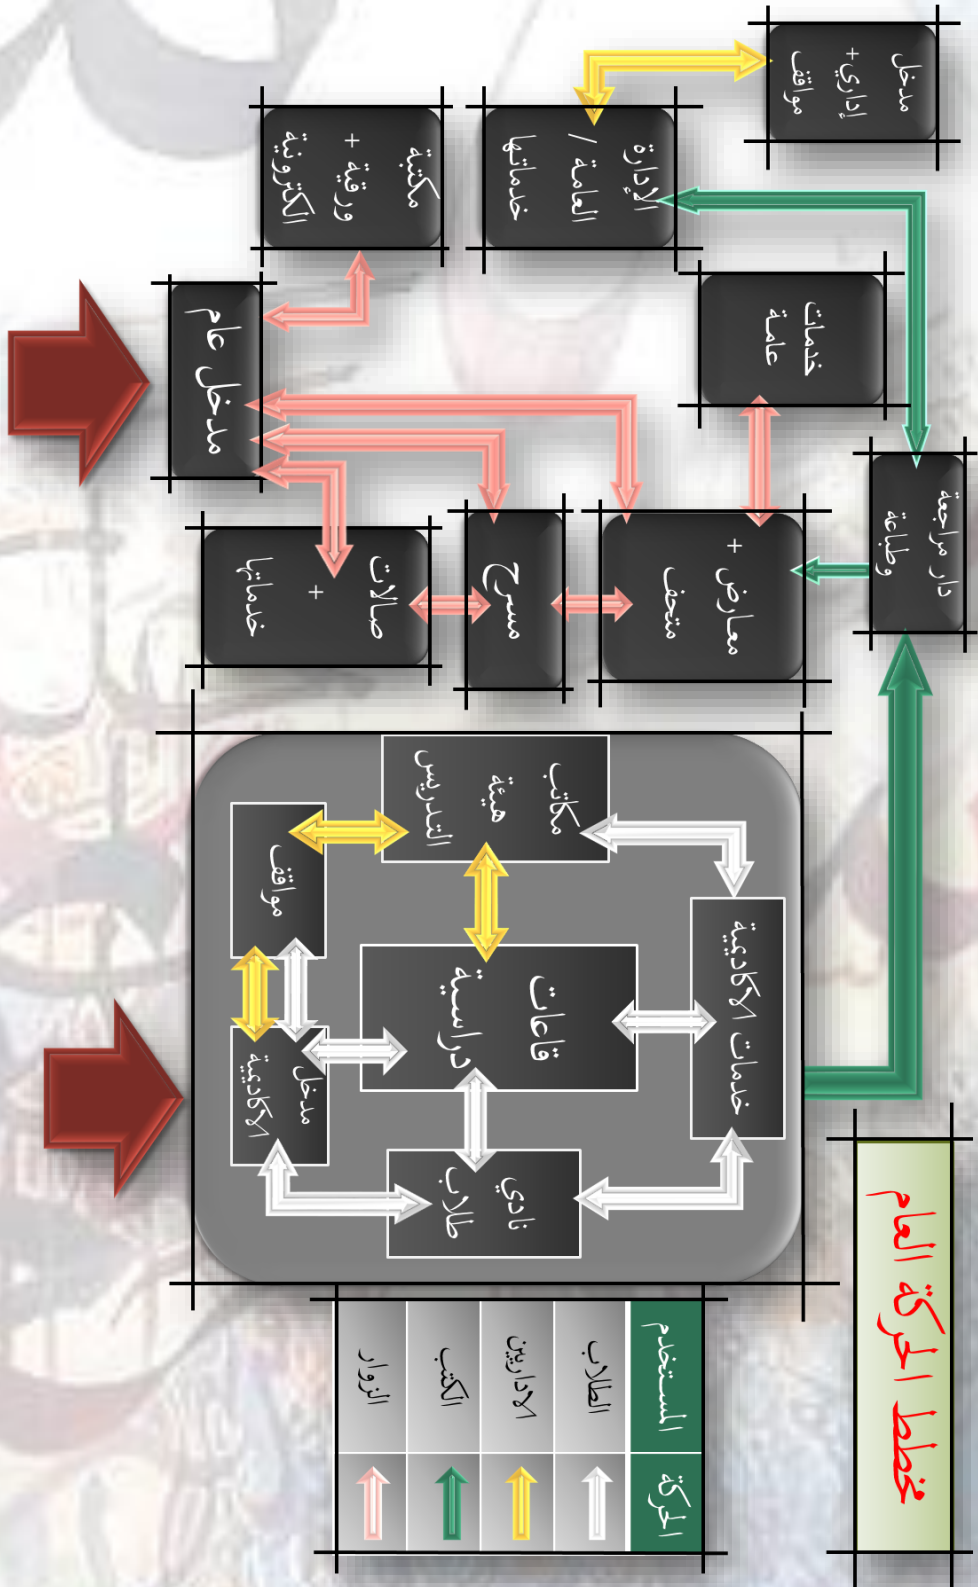 مخطط الحركة العام
الحركة المستخدم
الطلاب
الاداريين
الكتب
الزوار
خدمات الاكاديمية
نادي
طلاب
قاعات
دراسية
مكاتب
هيئة
التدريس
مدخل
الاكاديمية
مواقف
دار مراجعة
وطباعة
معارض +
متحف
مسرح
صالات
+
خدماتها
خدمات
عامة
مدخل عام
مدخل
إداري+
مواقف
الإدارة
العامة /
خدماتها
مكتبة
ورقية +
الكترونية